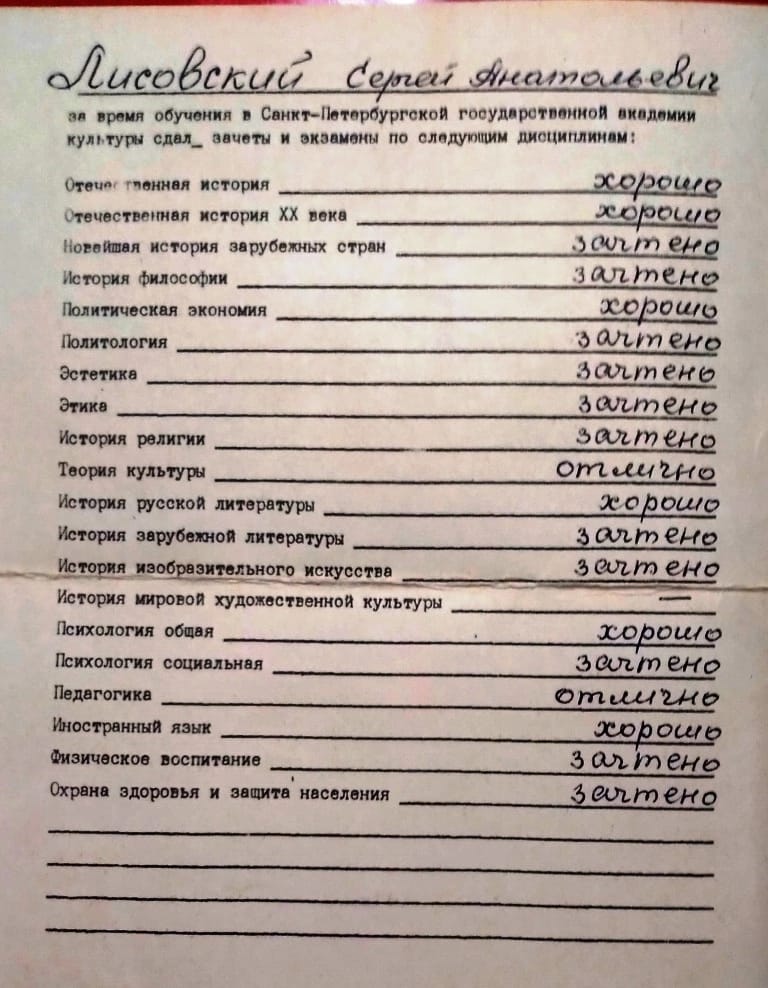 Лисовский Сергей Анатольевич
за время обучения в Санкт-Петербургской государственной академии
культуры сдал_ зачеты и экзамены по следующим дисциплинам:
Отечественная история хорошо
Отечественная история XX века хорошо
Новейшая история зарубежных стран зачтено
История философии зачтено
Политическая экономия хорошо
Политология зачтено
Эстетика зачтено
Этика зачтено
История религии зачтено
Теория культуры отлично
История русской литературы хорошо
История зарубежной литературы зачтено
История изобразительного искусства зачтено
История мировой художественной культуры —
Психология общая хорошо
Психология социальная зачтено
Педагогика отлично
Иностранный язык хорошо
Физическое воспитание зачтено
Охрана здоровья и защита населения зачтено